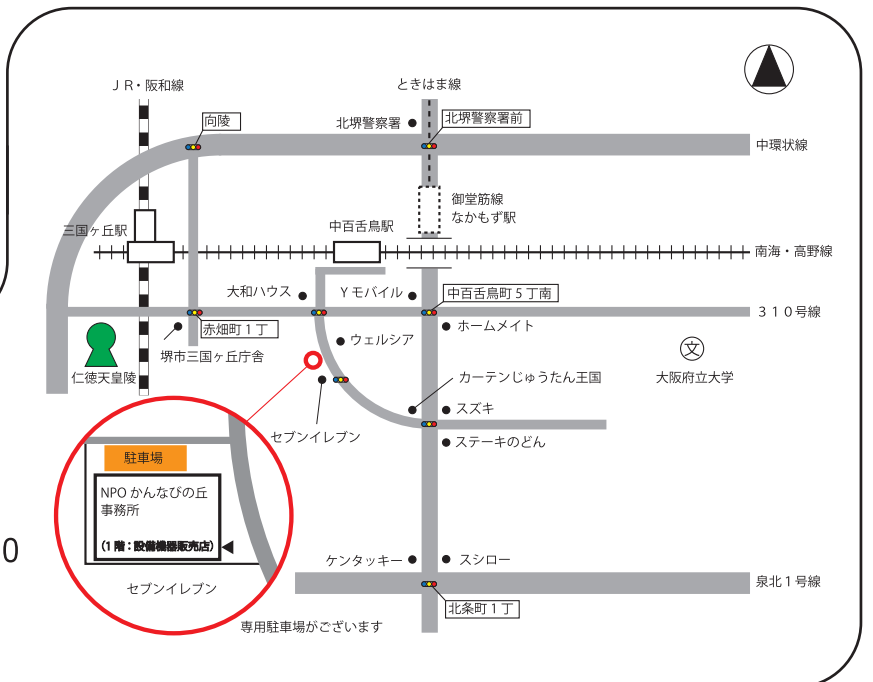 ＪＲ・阪和線
ときはま線
向陵
北堺警察署
北堺警察署前
中環状線
御堂筋線
なかもず駅
三国ヶ丘駅
中百舌鳥駅
南海・高野線
大和ハウス
Ｙモバイル
中百舌鳥町５丁南
３１０号線
赤畑町１丁
ホームメイト
堺市三国ヶ丘庁舎
ウェルシア
文
仁徳天皇陵
カーテンじゅうたん王国
大阪府立大学
スズキ
セブンイレブン
ステーキのどん
駐車場
NPO かんなびの丘
事務所
（1 階：設備機器販売店）
0
ケンタッキー
スシロー
セブンイレブン
泉北１号線
北条町１丁
専用駐車場がございます